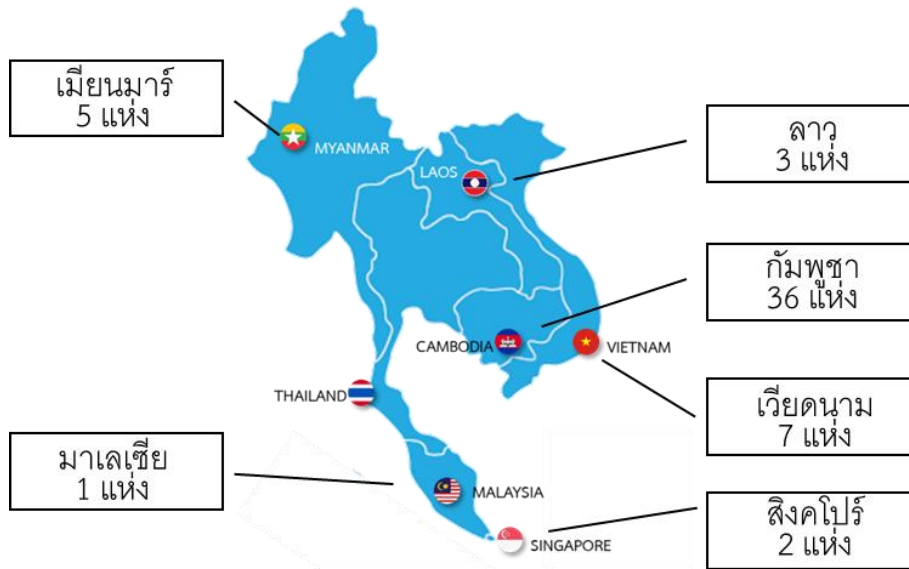 เมียนมาร์
5 แห่ง
MYANMAR
LAOS
ลาว
3 แห่ง
กัมพูชา
36 แห่ง
CAMBODIA
VIETNAM
THAILAND
เวียดนาม
7 แห่ง
มาเลเซีย
1 แห่ง
MALAYSIA
สิงคโปร์
2 แห่ง
SINGAPORE